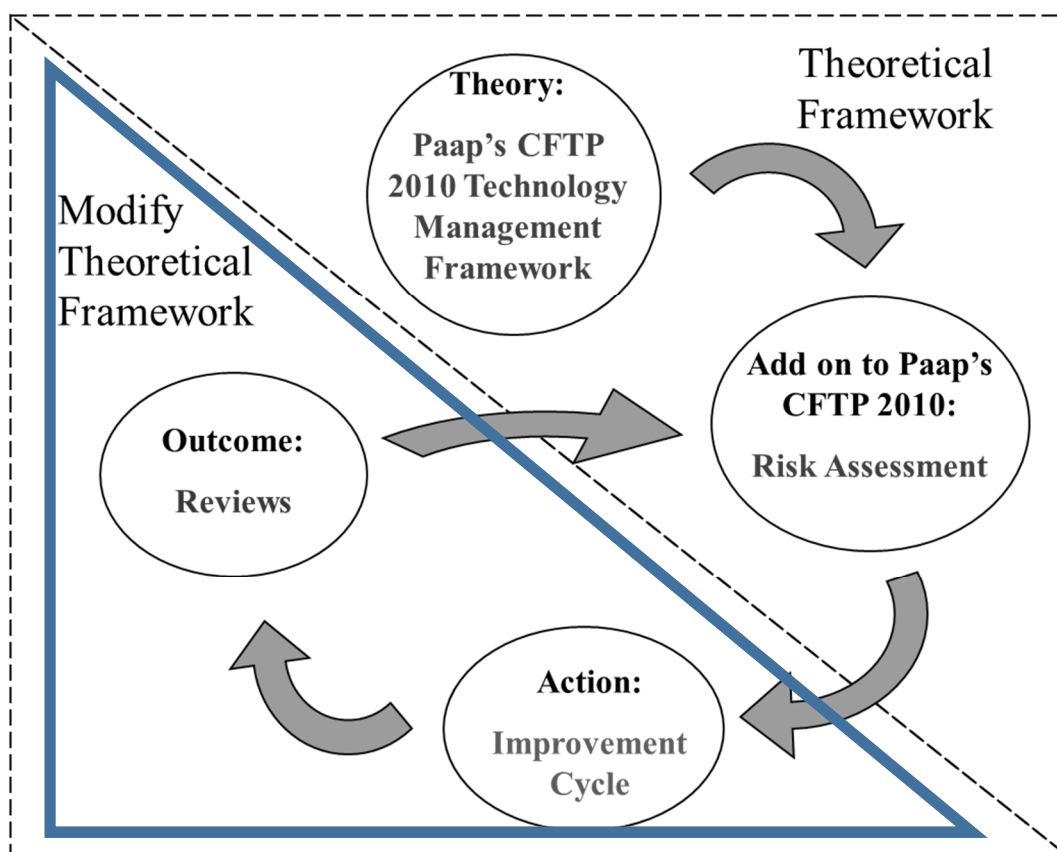 Theory:
Paap’s CFTP
2010 Technology
Management
Framework
Theoretical
Framework
Modify
Theoretical
Framework
Add on to Paap’s
CFTP 2010:
Risk Assessment
Outcome:
Reviews
Action:
Improvement
Cycle